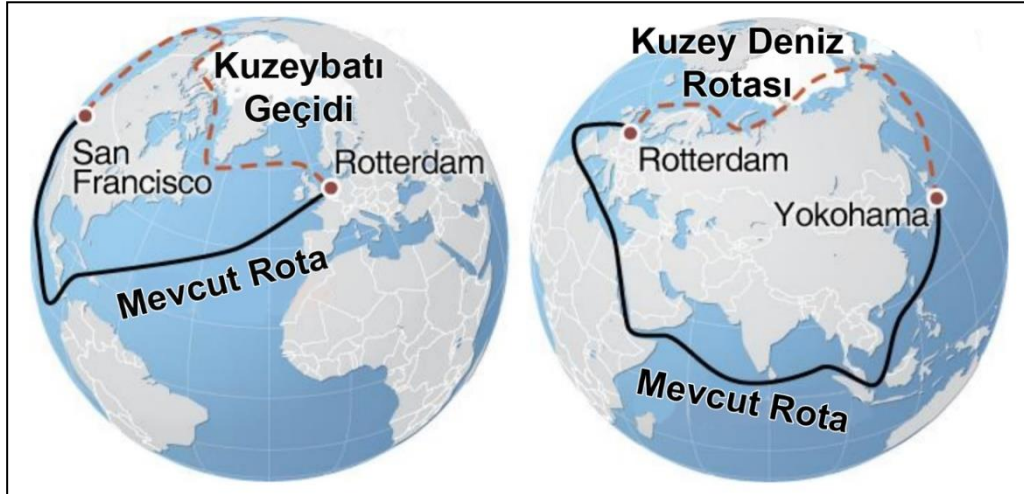 Kuzeybatı
Geçidi
San
Francisco
Rotterdam
Mevcut Rota
Kuzey Deniz
Rotası
Rotterdam
Yokohama
Mevcut Rota